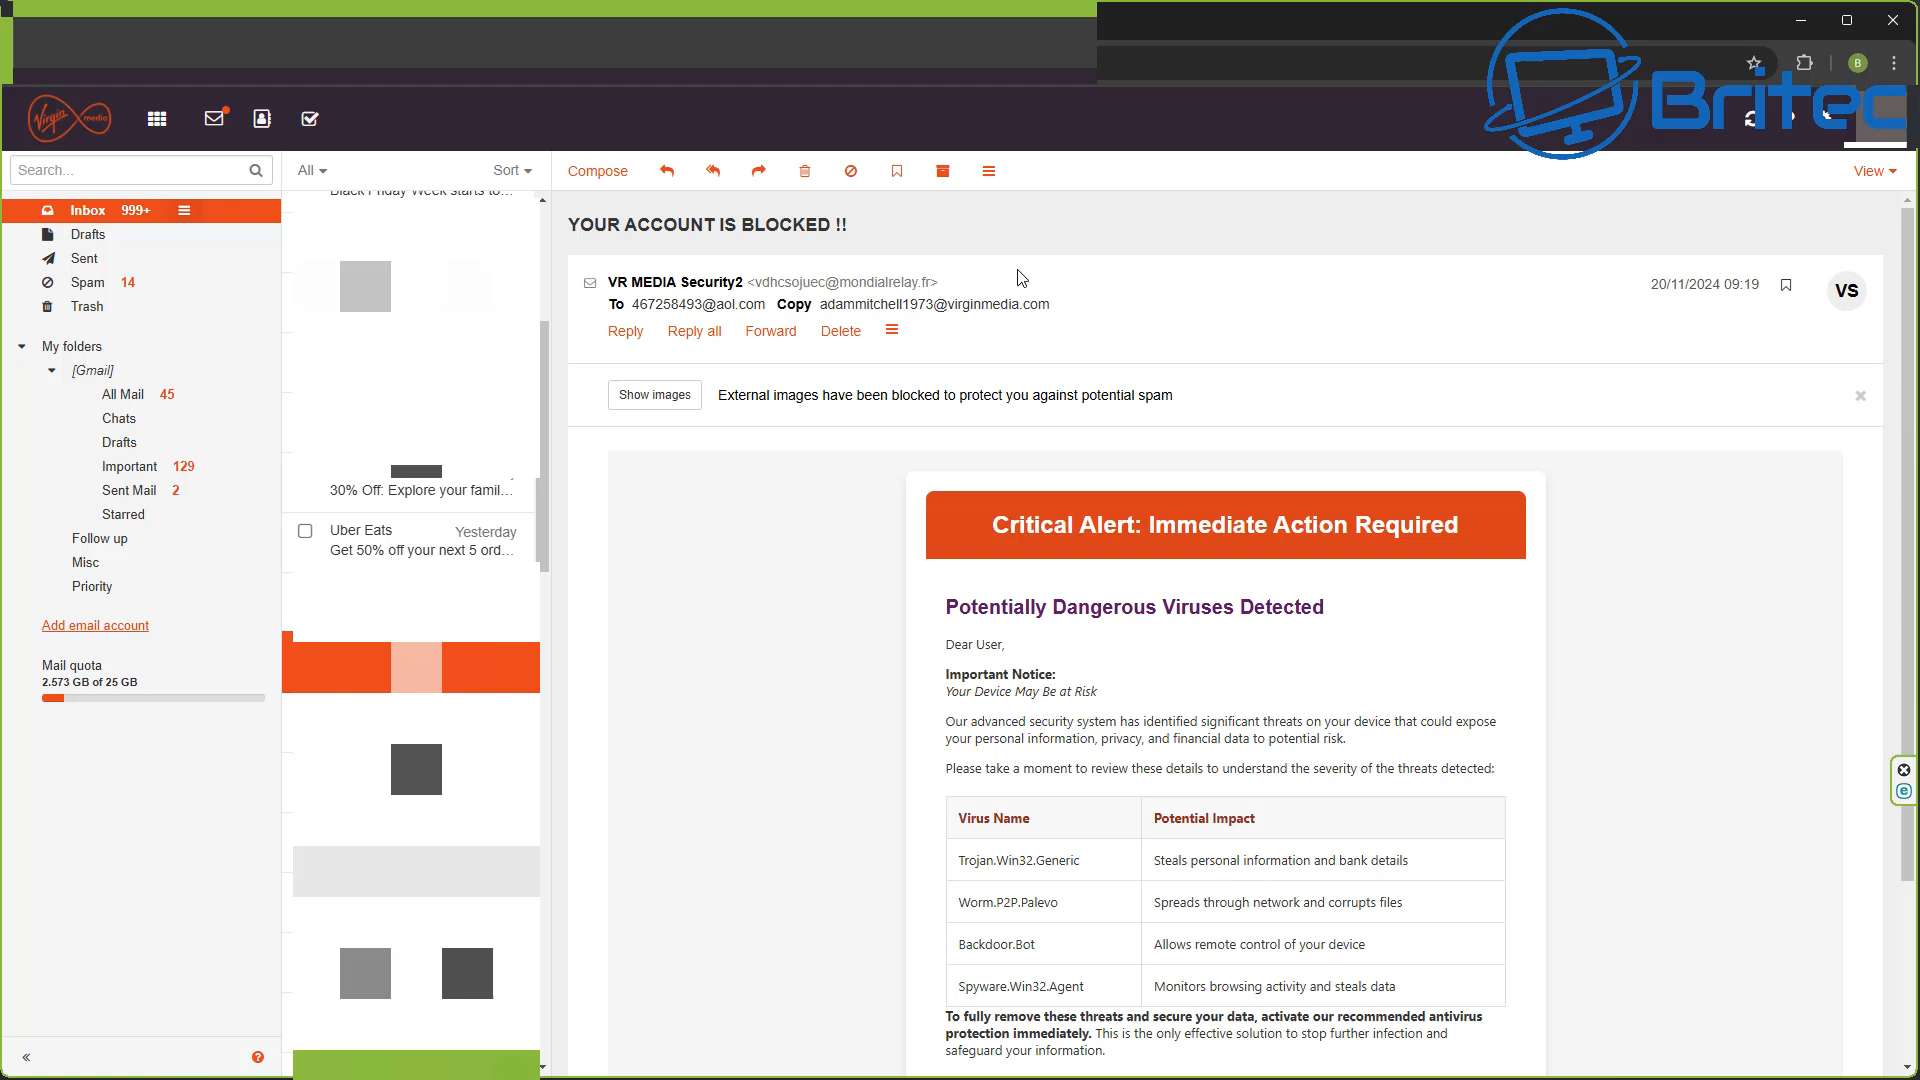 Britec
B
Virgin media
Search...
All
Sort
Compose
View
Inbox 999+
Drafts
Sent
Spam 14
Trash
My folders
[Gmail]
All Mail 45
Chats
Drafts
Important 129
Sent Mail 2
Starred
Follow up
Misc
Priority
Add email account
Mail quota
2.573 GB of 25 GB
«
?
Black Friday Week starts to...
30% Off: Explore your famil...
Uber Eats Yesterday
Get 50% off your next 5 ord...
YOUR ACCOUNT IS BLOCKED !!
VR MEDIA Security2 <vdhcsojuec@mondialrelay.fr>
20/11/2024 09:19
VS
To 467258493@aol.com Copy adammitchell1973@virginmedia.com
Reply Reply all Forward Delete
Show images External images have been blocked to protect you against potential spam
Critical Alert: Immediate Action Required
Potentially Dangerous Viruses Detected
Dear User,
Important Notice:
Your Device May Be at Risk
Our advanced security system has identified significant threats on your device that could expose
your personal information, privacy, and financial data to potential risk.
Please take a moment to review these details to understand the severity of the threats detected:
Virus Name Potential Impact
Trojan.Win32.Generic Steals personal information and bank details
Worm.P2P.Palevo Spreads through network and corrupts files
Backdoor.Bot Allows remote control of your device
Spyware.Win32.Agent Monitors browsing activity and steals data
To fully remove these threats and secure your data, activate our recommended antivirus
protection immediately. This is the only effective solution to stop further infection and
safeguard your information.